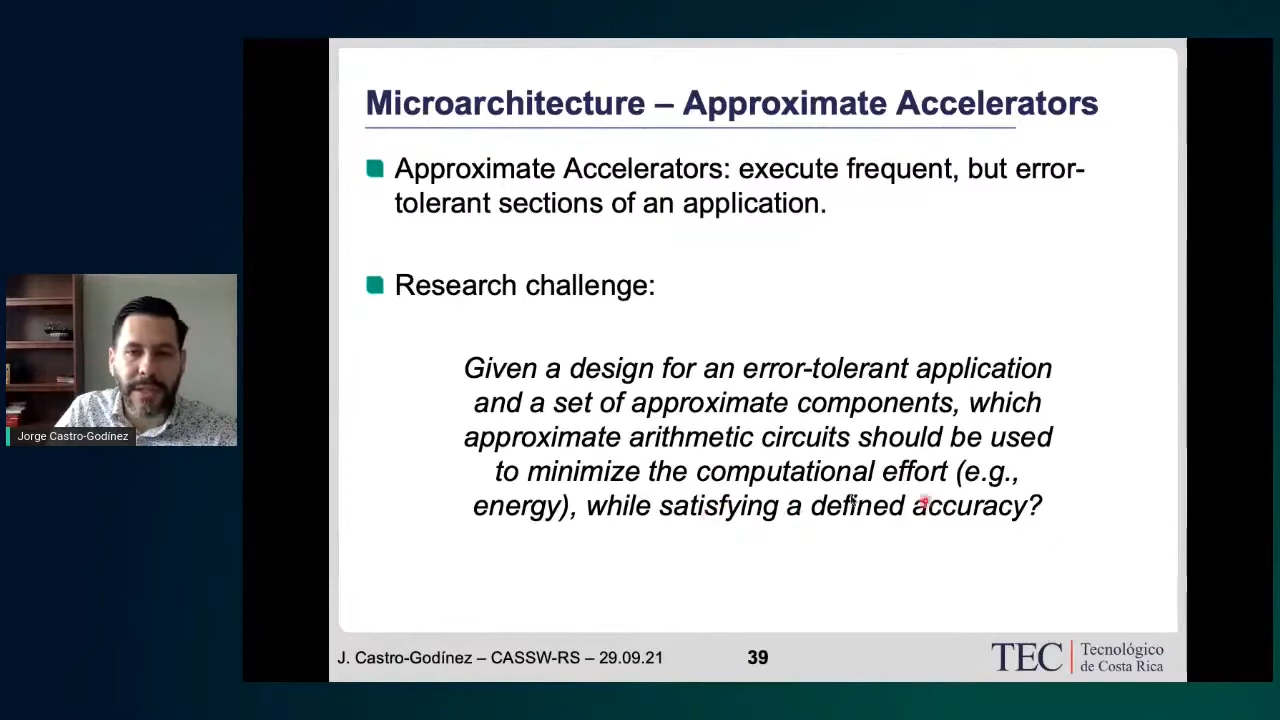 Microarchitecture – Approximate Accelerators
Approximate Accelerators: execute frequent, but error-
tolerant sections of an application.
Research challenge:
Given a design for an error-tolerant application
and a set of approximate components, which
approximate arithmetic circuits should be used
to minimize the computational effort (e.g.,
energy), while satisfying a defined accuracy?
Jorge Castro-Godínez
J. Castro-Godínez – CASSW-RS – 29.09.21
39
TEC
Tecnológico
de Costa Rica